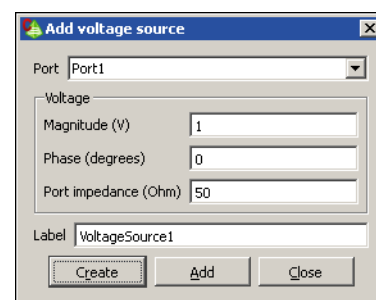 Add voltage source
Port Port1
Voltage
Magnitude (V) 1
Phase (degrees) 0
Port impedance (Ohm) 50
Label VoltageSource1
Create Add Close